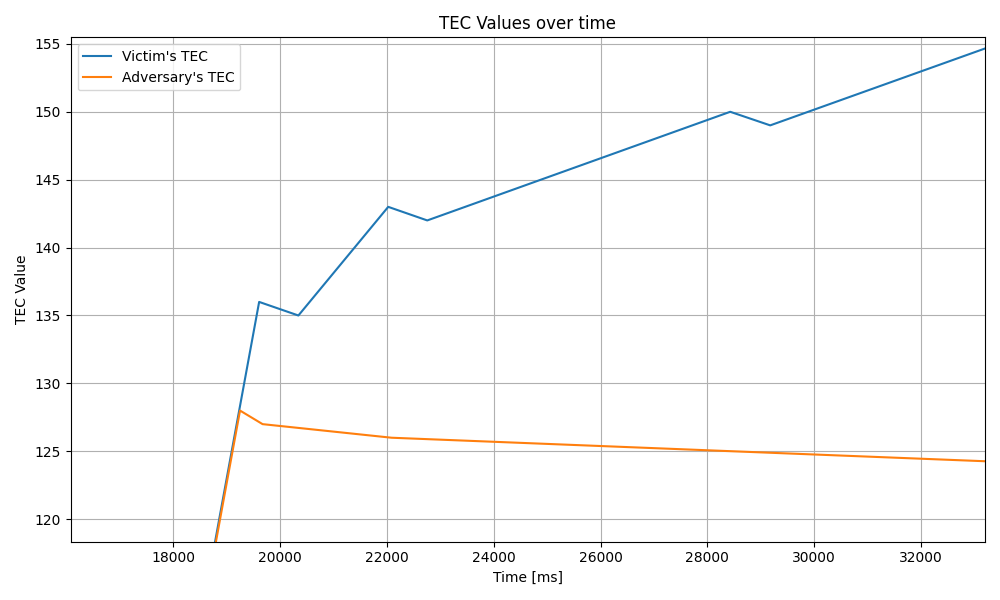 TEC Values over time
Victim's TEC
Adversary's TEC
TEC Value
155
150
145
140
135
130
125
120
18000 20000 22000 24000 26000 28000 30000 32000
Time [ms]